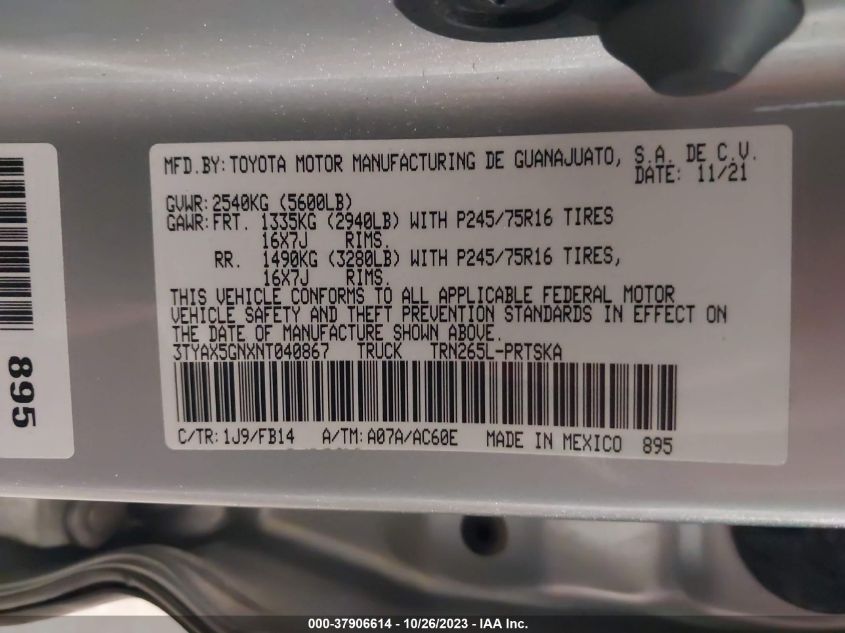 MFD.BY:TOYOTA MOTOR MANUFACTURING DE GUANAJUATO, S.A. DE C.V.
DATE: 11/21
GVWR:2540KG (5600LB)
GAWR:FRT. 1335KG (2940LB) WITH P245/75R16 TIRES
16X7J RIMS.
RR. 1490KG (3280LB) WITH P245/75R16 TIRES,
16X7J RIMS.
THIS VEHICLE CONFORMS TO ALL APPLICABLE FEDERAL MOTOR
VEHICLE SAFETY AND THEFT PREVENTION STANDARDS IN EFFECT ON
THE DATE OF MANUFACTURE SHOWN ABOVE.
3TYAX5GNXNT040867 TRUCK TRN265L-PRTSKA
C/TR:1J9/FB14 A/TM:A07A/AC60E MADE IN MEXICO 895
895
000-37906614 - 10/26/2023 - IAA Inc.